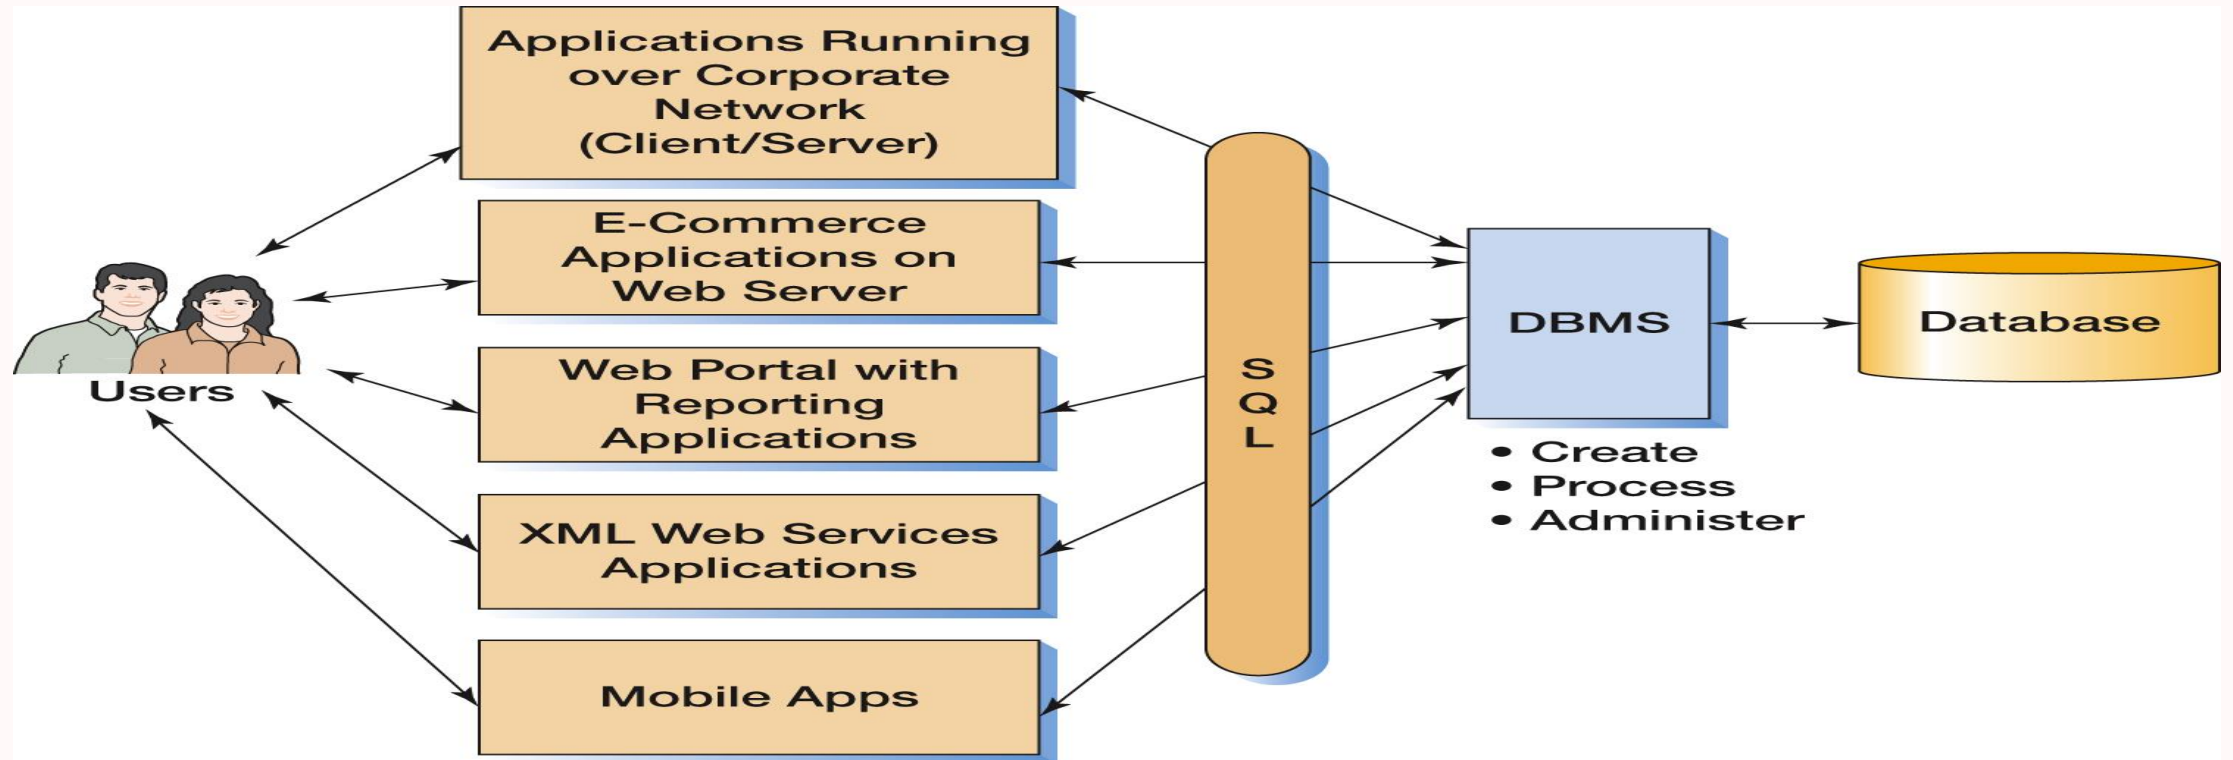 Applications Running
over Corporate
Network
(Client/Server)
E-Commerce
Applications on
Web Server
Web Portal with
Reporting
Applications
XML Web Services
Applications
Mobile Apps
Users
S
Q
L
DBMS
• Create
• Process
• Administer
Database